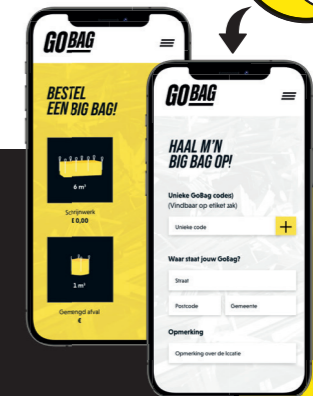 GOBAG
BESTEL
EEN BIG BAG!
6 m³
Schrijnwerk
€ 0,00
1 m³
Gemengd afval
€
GOBAG
HAAL M'N
BIG BAG OP!
Unieke GoBag codes)
(Vindbaar op etiket zak)
Unieke code
+
Waar staat jouw GoBag?
Straat
Postcode
Gemeente
Opmerking
Opmerking over de locatie